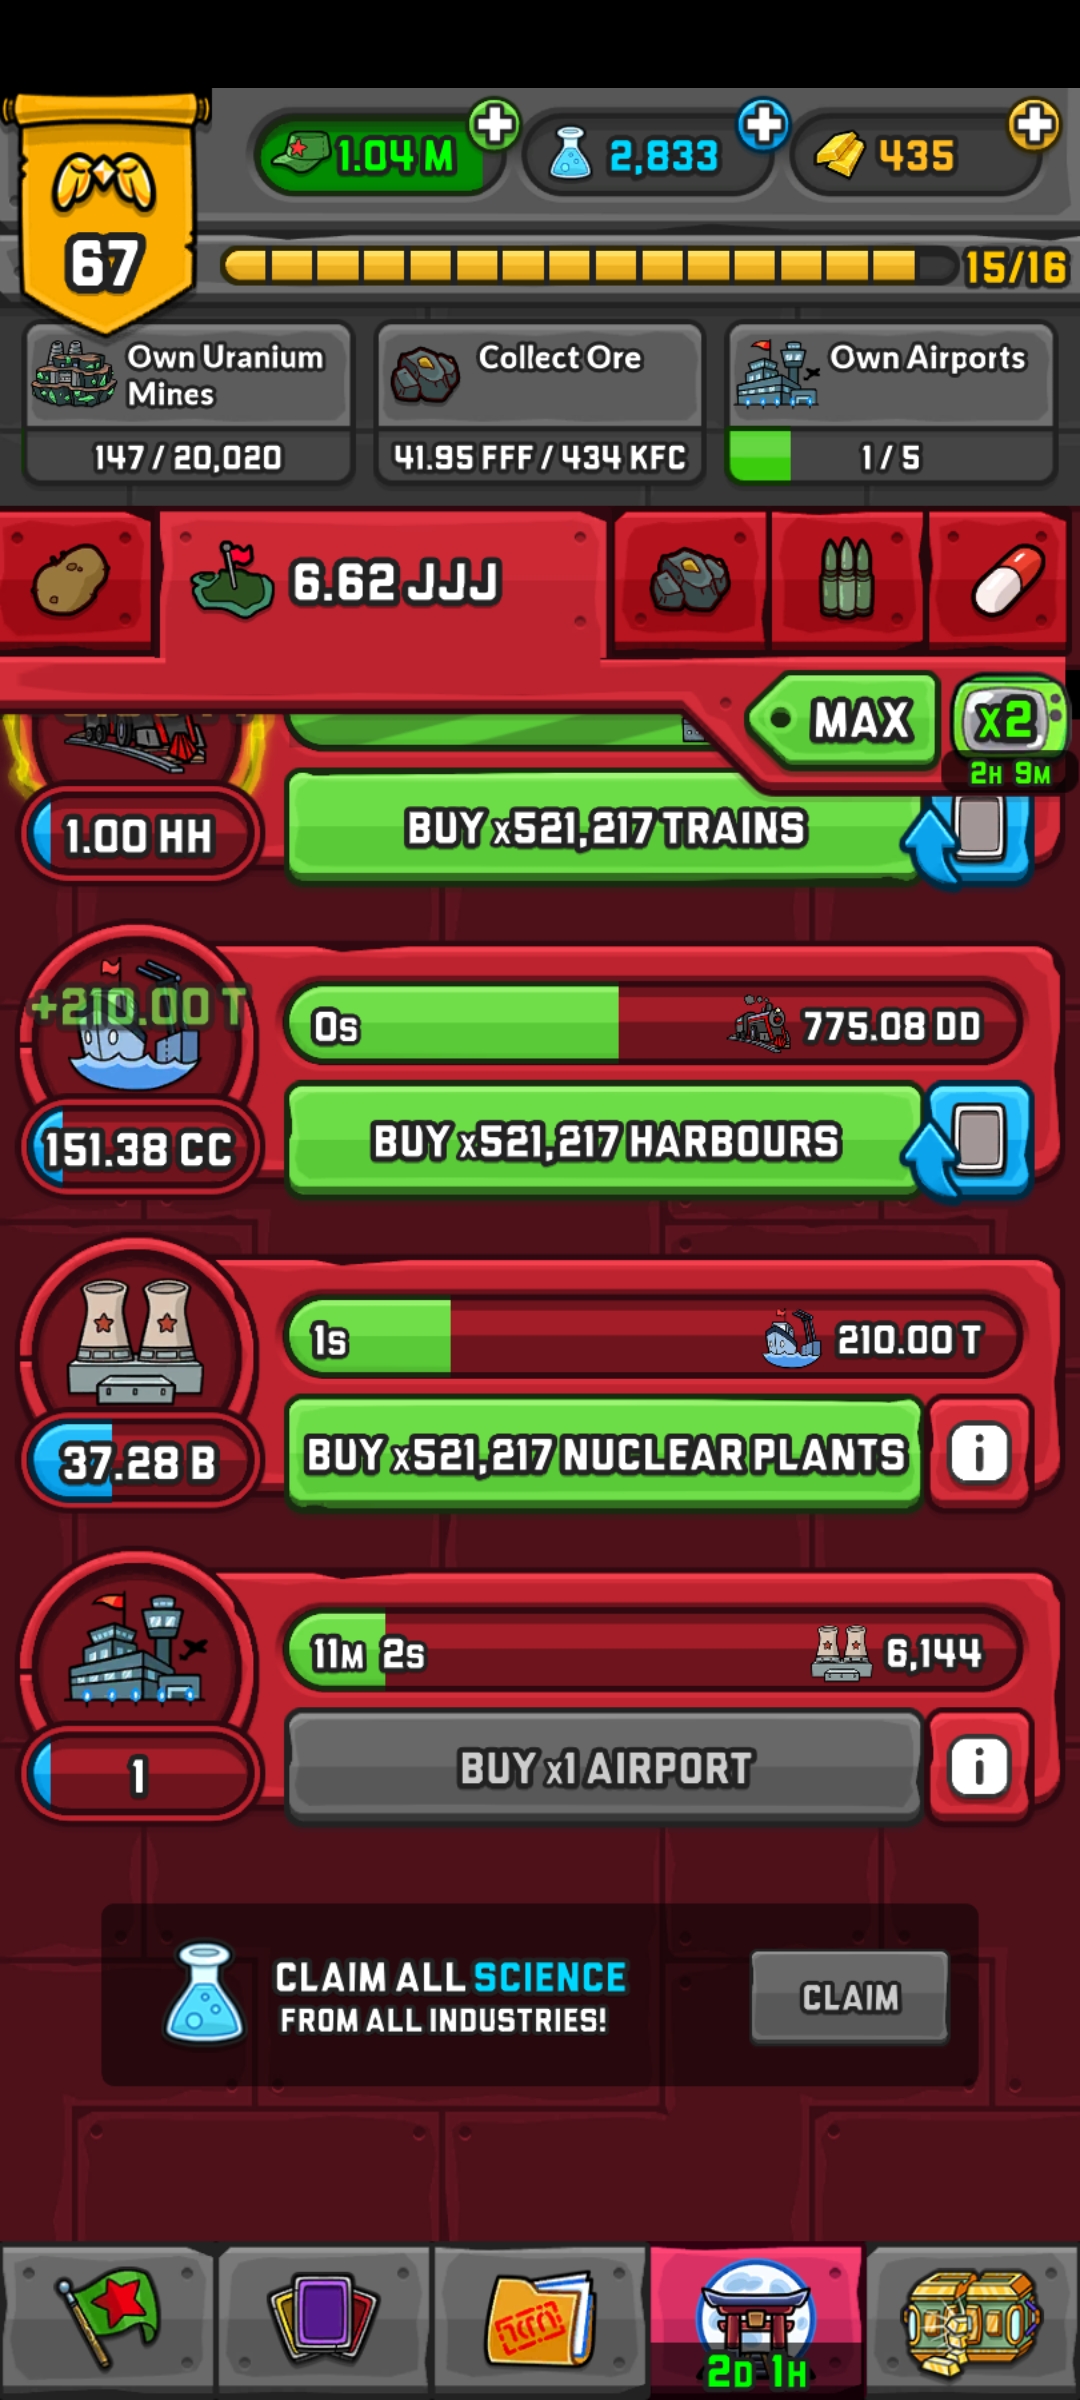 1.04 M
2,833
435
67
15/16
Own Uranium
Mines
147 / 20,020
Collect Ore
41.95 FFF / 434 KFC
Own Airports
1 / 5
6.62 JJJ
MAX
x2
2H 9M
1.00 HH
BUY x521,217 TRAINS
+210.00 T
0s
775.08 DD
151.38 CC
BUY x521,217 HARBOURS
1s
210.00 T
37.28 B
BUY x521,217 NUCLEAR PLANTS
i
11M 2s
6,144
1
BUY x1 AIRPORT
i
CLAIM ALL SCIENCE
FROM ALL INDUSTRIES!
CLAIM
2D 1H